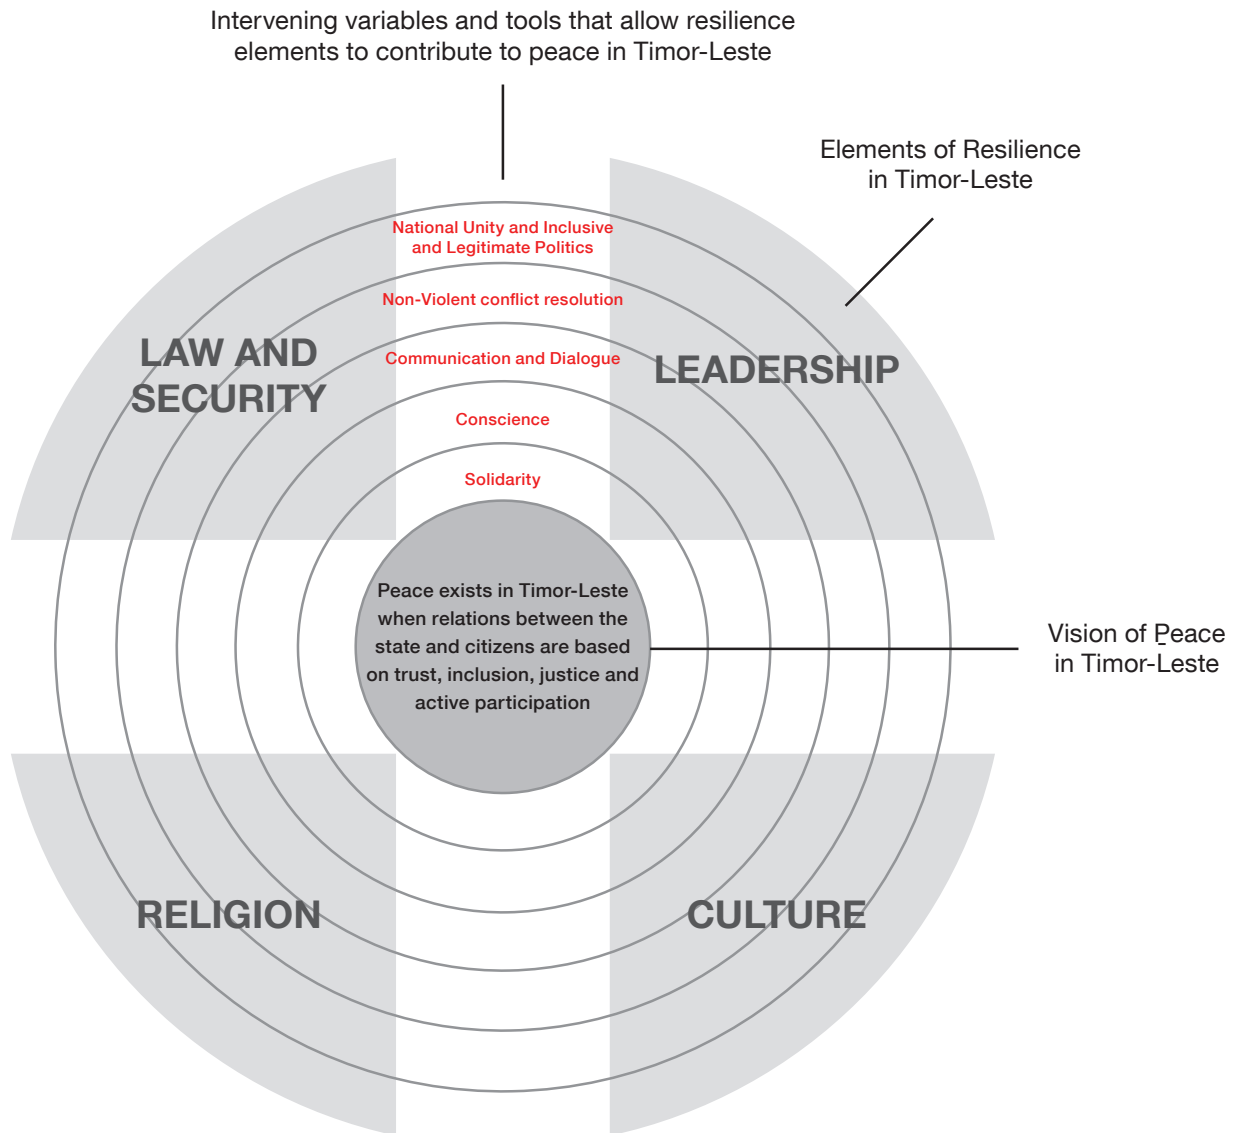 Intervening variables and tools that allow resilience
elements to contribute to peace in Timor-Leste
Elements of Resilience
in Timor-Leste
National Unity and Inclusive
and Legitimate Politics
Non-Violent conflict resolution
Communication and Dialogue
Conscience
Solidarity
LAW AND
SECURITY
LEADERSHIP
Peace exists in Timor-Leste
when relations between the
state and citizens are based
on trust, inclusion, justice and
active participation
Vision of Peace
in Timor-Leste
RELIGION
CULTURE